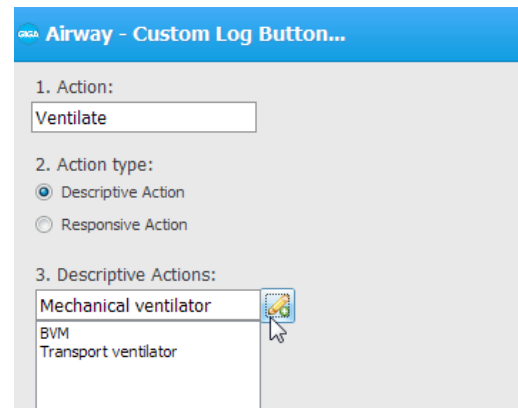 GIGA Airway - Custom Log Button...
1. Action:
Ventilate
2. Action type:
Descriptive Action
Responsive Action
3. Descriptive Actions:
Mechanical ventilator
BVM
Transport ventilator